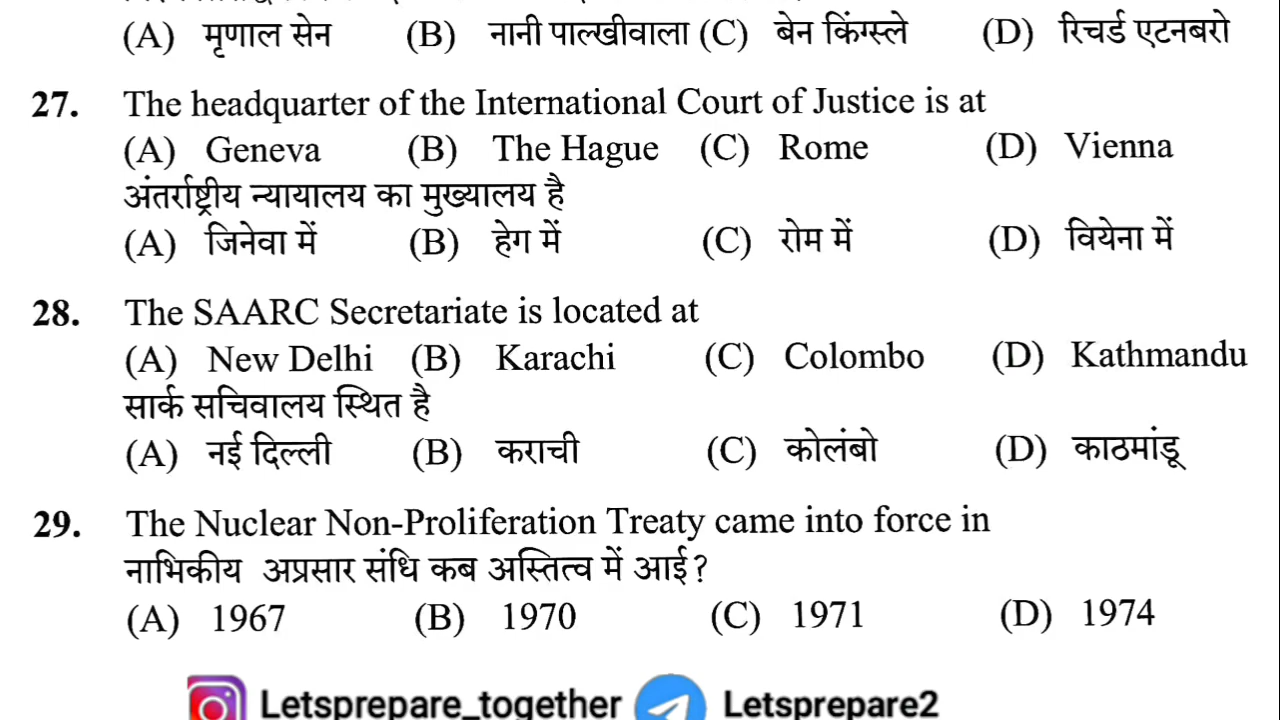 (A) मृणाल सेन (B) नानी पाल्खीवाला (C) बेन किंग्स्ले (D) रिचर्ड एटनबरो
27. The headquarter of the International Court of Justice is at
(A) Geneva (B) The Hague (C) Rome (D) Vienna
अंतर्राष्ट्रीय न्यायालय का मुख्यालय है
(A) जिनेवा में (B) हेग में (C) रोम में (D) वियेना में
28. The SAARC Secretariate is located at
(A) New Delhi (B) Karachi (C) Colombo (D) Kathmandu
सार्क सचिवालय स्थित है
(A) नई दिल्ली (B) कराची (C) कोलंबो (D) काठमांडू
29. The Nuclear Non-Proliferation Treaty came into force in
नाभिकीय अप्रसार संधि कब अस्तित्व में आई?
(A) 1967 (B) 1970 (C) 1971 (D) 1974
Letsprepare_together Letsprepare2